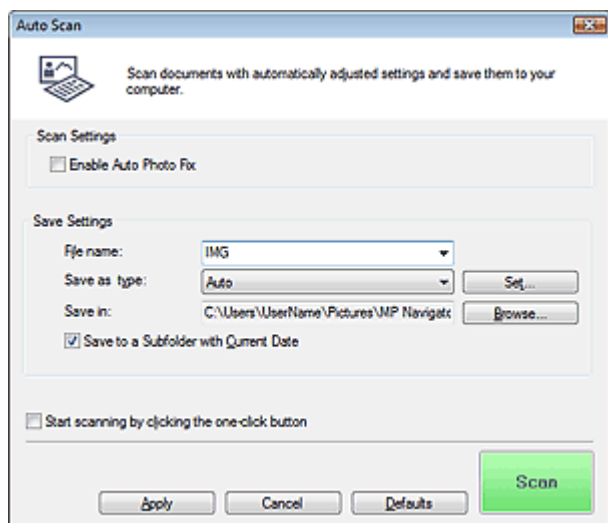 Auto Scan
Scan documents with automatically adjusted settings and save them to your
computer.
Scan Settings
Enable Auto Photo Fix
Save Settings
File name:
IMG
Save as type:
Auto
Set...
Save in:
C:\Users\UserName\Pictures\MP Navigato
Browse...
Save to a Subfolder with Current Date
Start scanning by clicking the one-click button
Scan
Apply
Cancel
Defaults